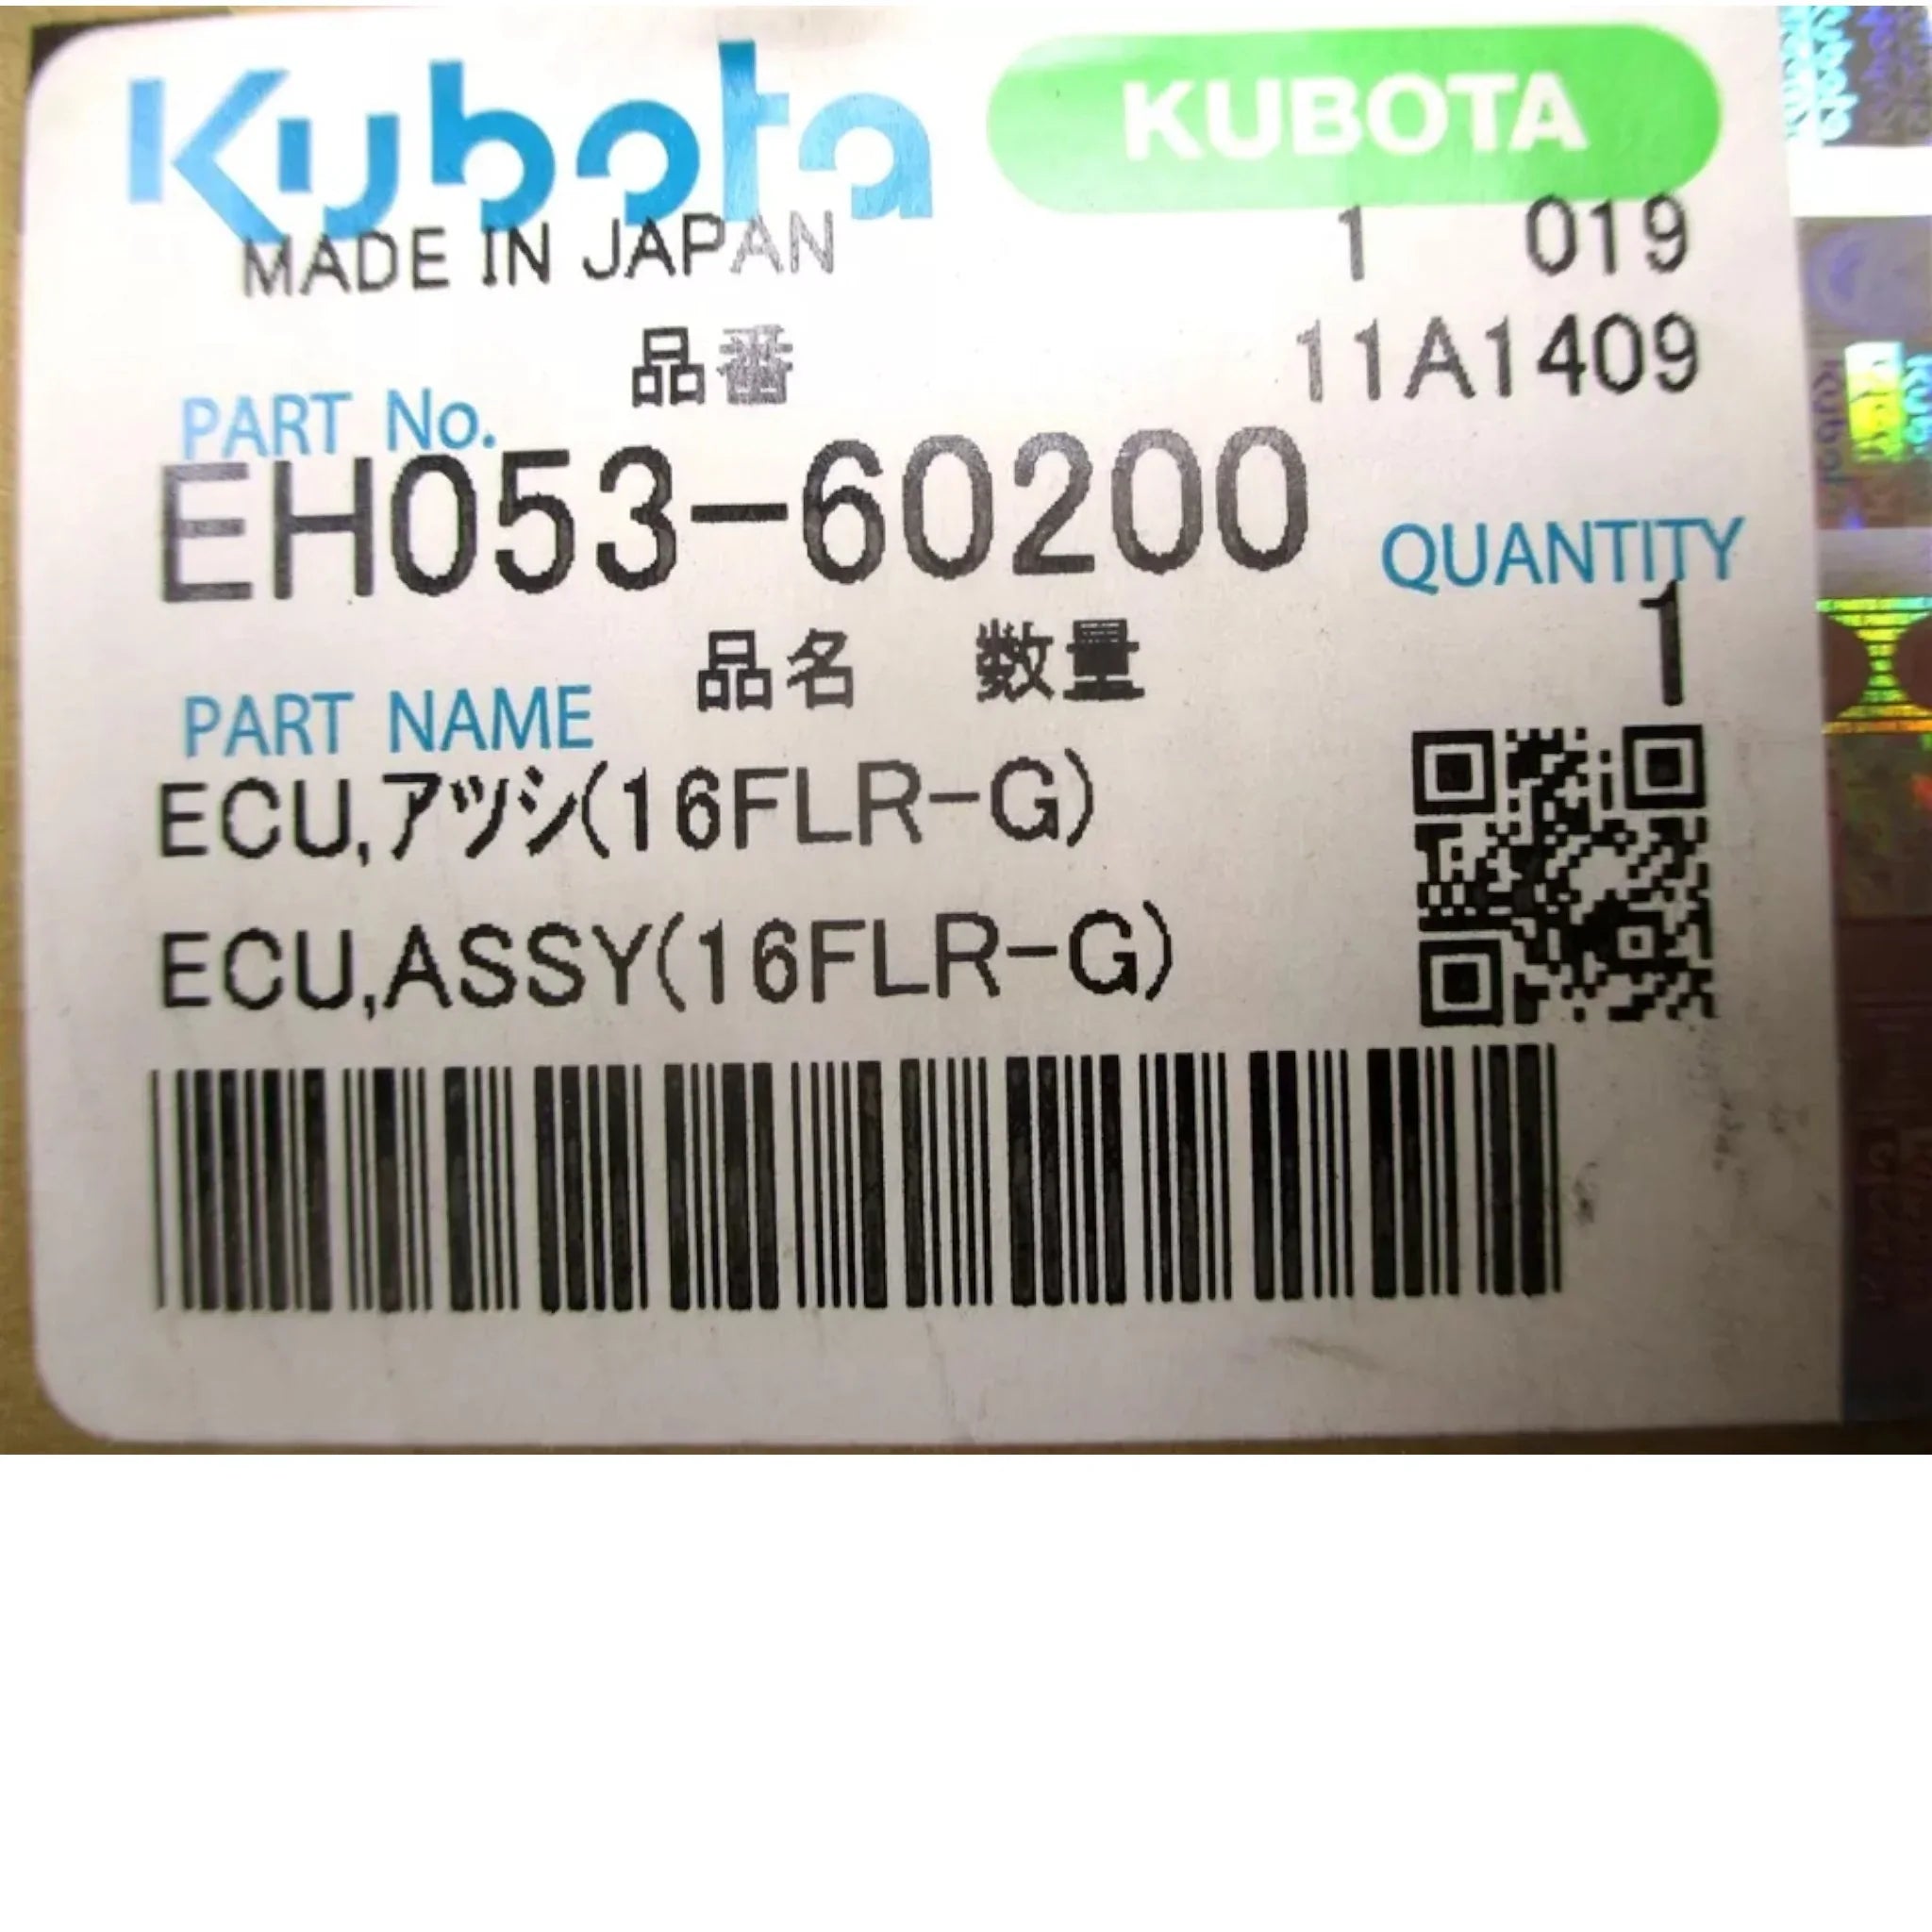 Kubota KUBOTA
MADE IN JAPAN 1 019
品番 11A1409
PART No.
EH053-60200
QUANTITY
1
品名 数量
PART NAME
ECU,アツシ(16FLR-G)
ECU,ASSY(16FLR-G)